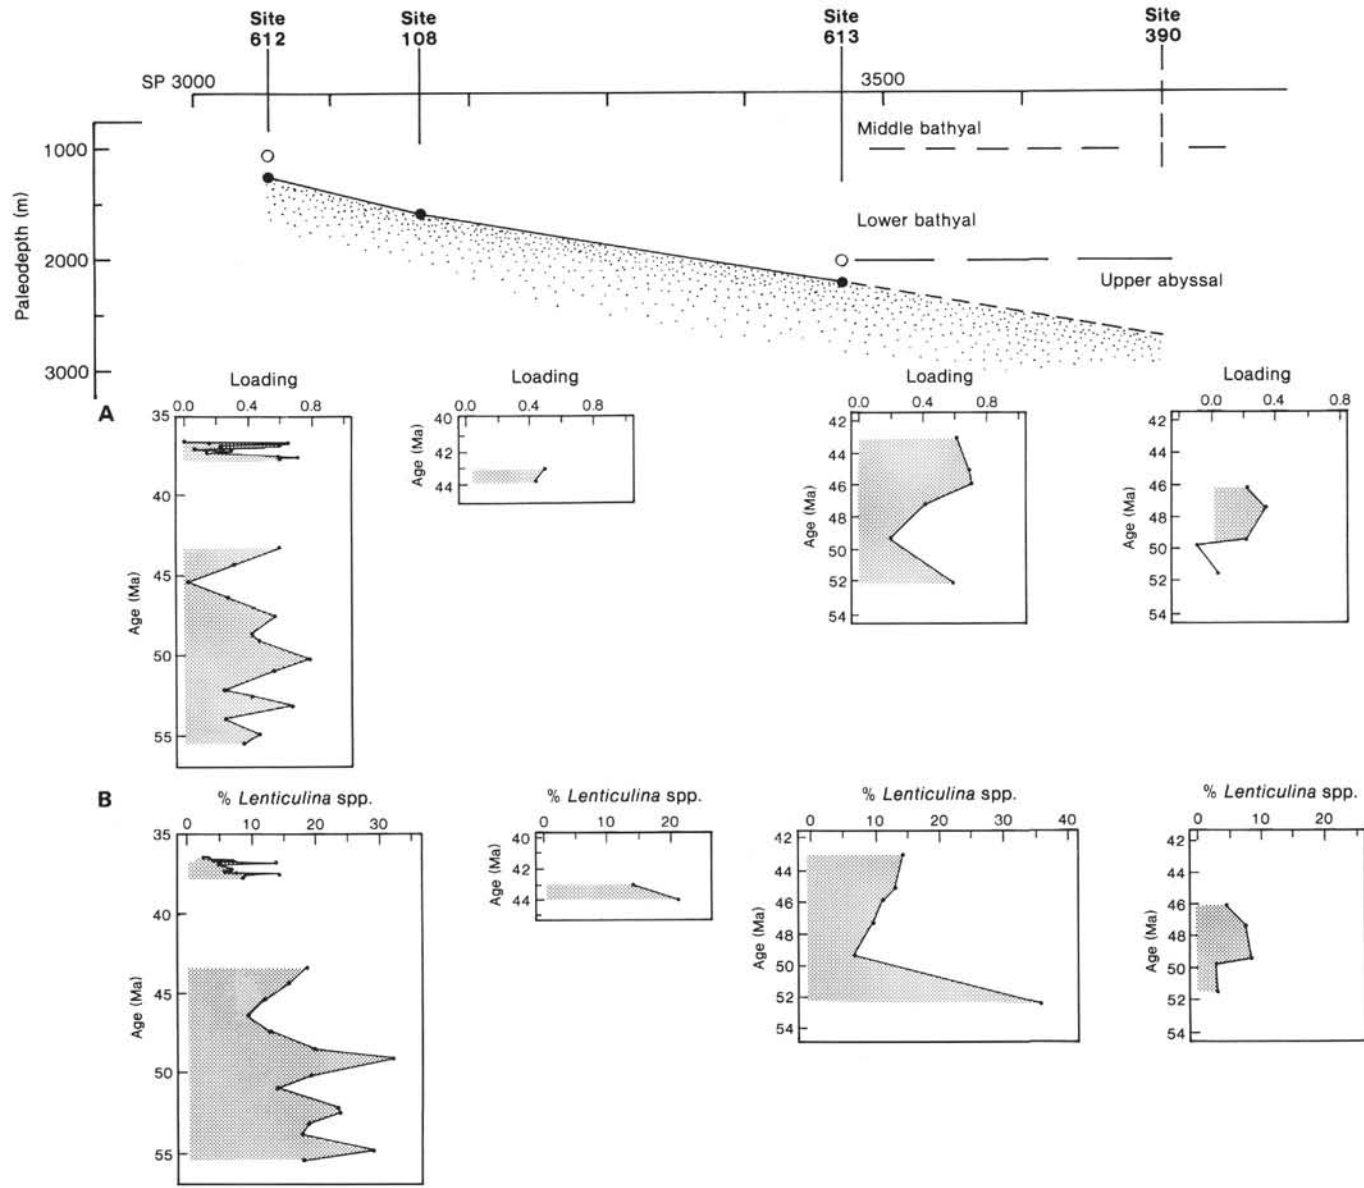 Site 612
Site 108
Site 613
Site 390
SP 3000
3500
Paleodepth (m)
1000
2000
3000
Middle bathyal
Lower bathyal
Upper abyssal
A
Loading
0.0 0.4 0.8
Age (Ma)
35
40
45
50
55
Loading
0.0 0.4 0.8
Age (Ma)
40
42
44
Loading
0.0 0.4 0.8
Age (Ma)
42
44
46
48
50
52
54
Loading
0.0 0.4 0.8
Age (Ma)
42
44
46
48
50
52
54
B
% Lenticulina spp.
0 10 20 30
Age (Ma)
35
40
45
50
55
% Lenticulina spp.
0 10 20
Age (Ma)
40
42
44
% Lenticulina spp.
0 10 20 30 40
Age (Ma)
42
44
46
48
50
52
54
% Lenticulina spp.
0 10 20
Age (Ma)
42
44
46
48
50
52
54